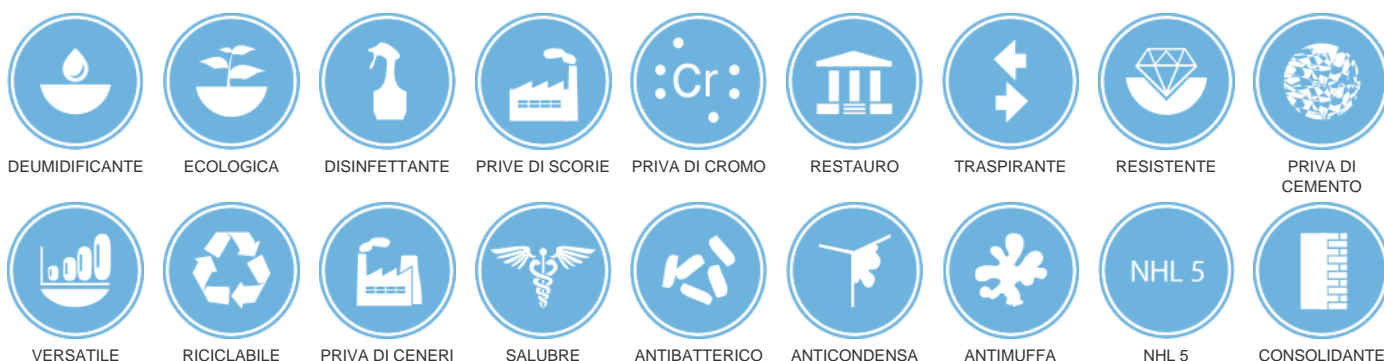 Cr
DEUMIDIFICANTE ECOLOGICA DISINFETTANTE PRIVE DI SCORIE PRIVA DI CROMO RESTAURO TRASPIRANTE RESISTENTE PRIVA DI
CEMENTO
NHL 5
VERSATILE RICICLABILE PRIVA DI CENERI SALUBRE ANTIBATTERICO ANTICONDENSA ANTIMUFFA NHL 5 CONSOLIDANTE